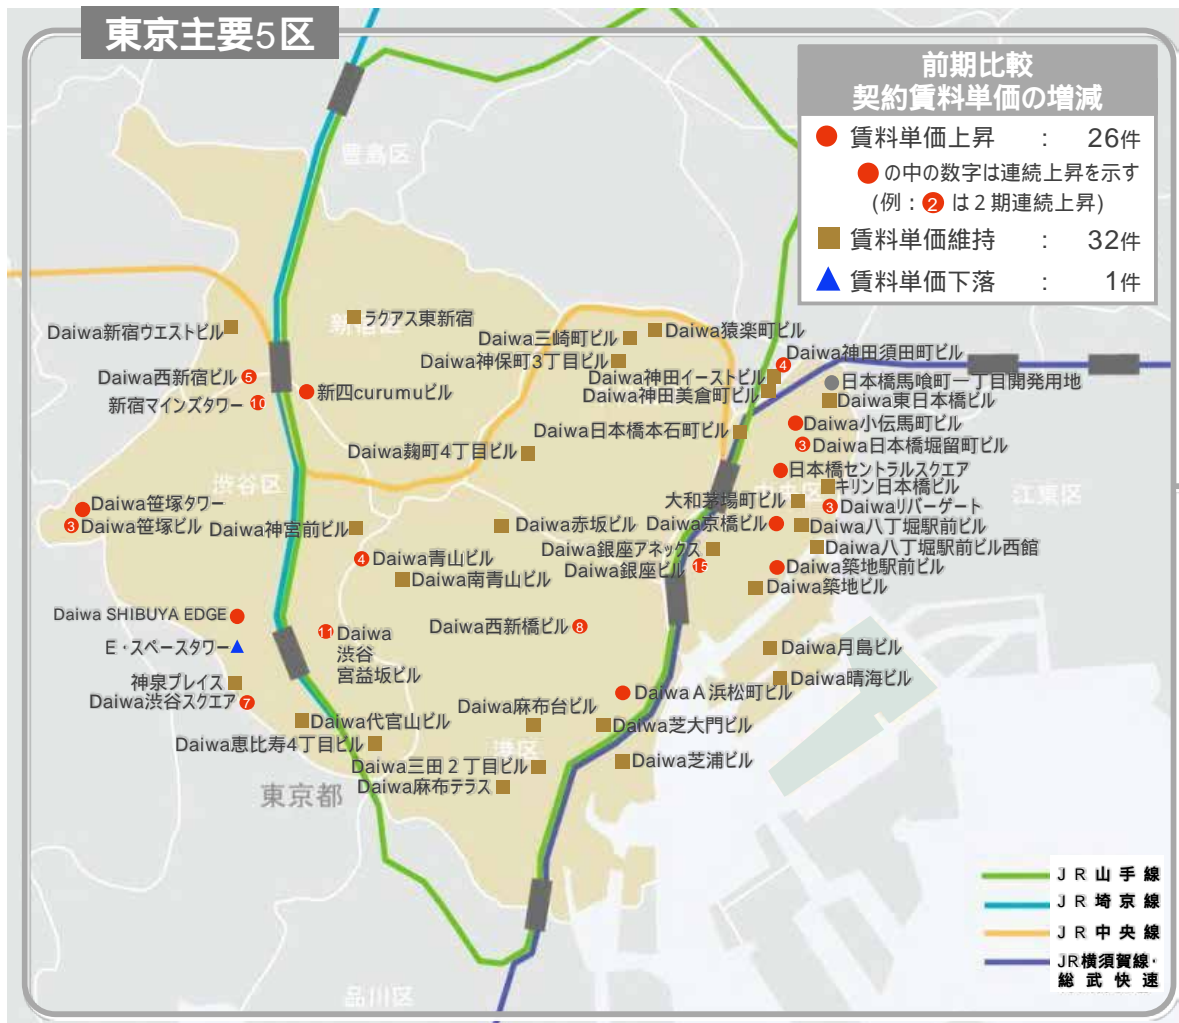 東京主要5区
前期比較
契約賃料単価の増減
賃料単価上昇 : 26件
の中の数字は連続上昇を示す
(例：2 は2期連続上昇)
賃料単価維持 : 32件
賃料単価下落 : 1件
豊島区
新宿区
Daiwa新宿ウエストビル
ラクアス東新宿
Daiwa三崎町ビル
Daiwa猿楽町ビル
Daiwa神保町3丁目ビル
Daiwa神田須田町ビル
4
Daiwa西新宿ビル 5
Daiwa神田イーストビル
日本橋馬喰町一丁目開発用地
新四curumuビル
Daiwa神田美倉町ビル
新宿マインズタワー 10
Daiwa東日本橋ビル
Daiwa小伝馬町ビル
Daiwa日本橋本石町ビル
3 Daiwa日本橋堀留町ビル
Daiwa麹町4丁目ビル
日本橋セントラルスクエア
渋谷区
中央区
キリン日本橋ビル
江東区
大和茅場町ビル
Daiwa笹塚タワー
3 Daiwaリバーゲート
3 Daiwa笹塚ビル
Daiwa神宮前ビル
Daiwa赤坂ビル
Daiwa京橋ビル
Daiwa八丁堀駅前ビル
Daiwa銀座アネックス
Daiwa八丁堀駅前ビル西館
4 Daiwa青山ビル
Daiwa銀座ビル 15
Daiwa築地駅前ビル
Daiwa南青山ビル
Daiwa築地ビル
Daiwa SHIBUYA EDGE
11 Daiwa
渋谷
宮益坂ビル
Daiwa西新橋ビル 8
E・スペースタワー
Daiwa月島ビル
神泉プレイス
Daiwa晴海ビル
Daiwa渋谷スクエア 7
DaiwaA浜松町ビル
Daiwa麻布台ビル
Daiwa代官山ビル
Daiwa芝大門ビル
Daiwa恵比寿4丁目ビル
港区
Daiwa三田2丁目ビル
Daiwa芝浦ビル
Daiwa麻布テラス
東京都
品川区
JR山手線
JR埼京線
JR中央線
JR横須賀線・
総武快速